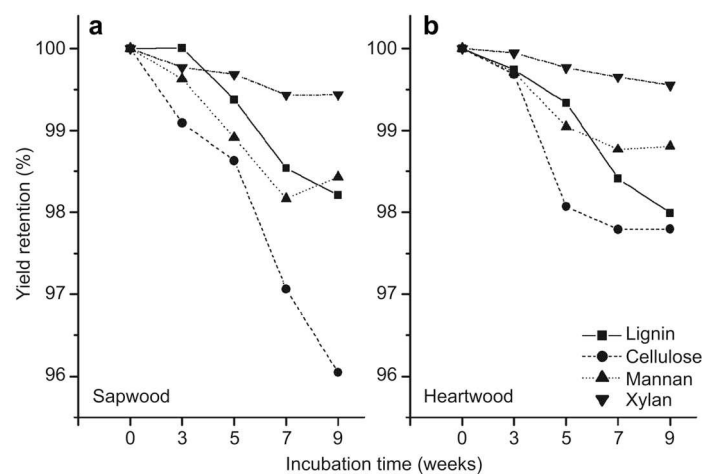 a
b
100
99
98
97
96
Yield retention (%)
Sapwood
0 3 5 7 9
100
99
98
97
96
Heartwood
Lignin
Cellulose
Mannan
Xylan
0 3 5 7 9
Incubation time (weeks)